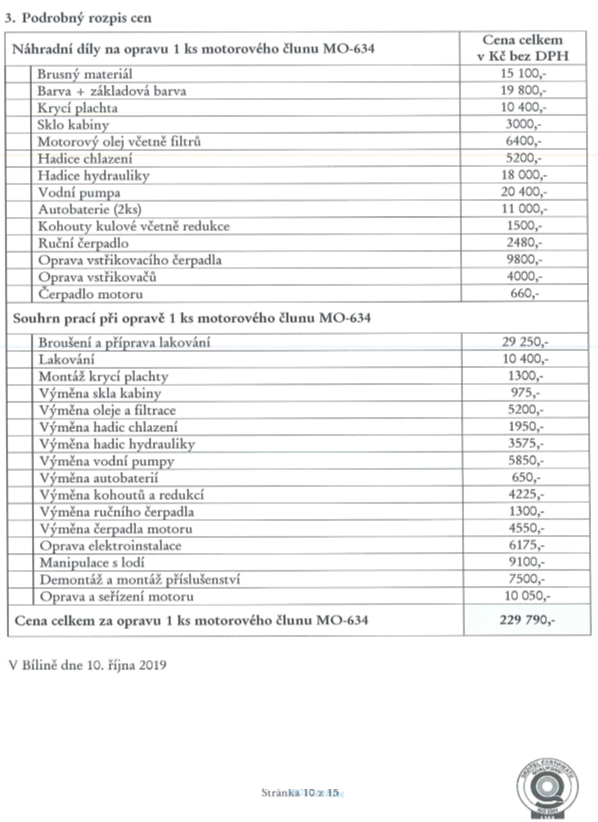 3. Podrobný rozpis cen
Náhradní díly na opravu 1 ks motorového člunu MO-634
Cena celkem
v Kč bez DPH
Brusný materiál 15 100,-
Barva + základová barva 19 800,-
Krycí plachta 10 400,-
Sklo kabiny 3000,-
Motorový olej včetně filtrů 6400,-
Hadice chlazení 5200,-
Hadice hydrauliky 18 000,-
Vodní pumpa 20 400,-
Autobaterie (2ks) 11 000,-
Kohouty kulové včetně redukce 1500,-
Ruční čerpadlo 2480,-
Oprava vstřikovacího čerpadla 9800,-
Oprava vstřikovačů 4000,-
Čerpadlo motoru 660,-
Souhrn prací při opravě 1 ks motorového člunu MO-634
Broušení a příprava lakování 29 250,-
Lakování 10 400,-
Montáž krycí plachty 1300,-
Výměna skla kabiny 975,-
Výměna oleje a filtrace 5200,-
Výměna hadic chlazení 1950,-
Výměna hadic hydrauliky 3575,-
Výměna vodní pumpy 5850,-
Výměna autobaterií 650,-
Výměna kohoutů a redukcí 4225,-
Výměna ručního čerpadla 1300,-
Výměna čerpadla motoru 4550,-
Oprava elektroinstalace 6175,-
Manipulace s lodí 9100,-
Demontáž a montáž příslušenství 7500,-
Oprava a seřízení motoru 10 050,-
Cena celkem za opravu 1 ks motorového člunu MO-634 229 790,-
V Bílině dne 10. října 2019
Stránka 10 z 15